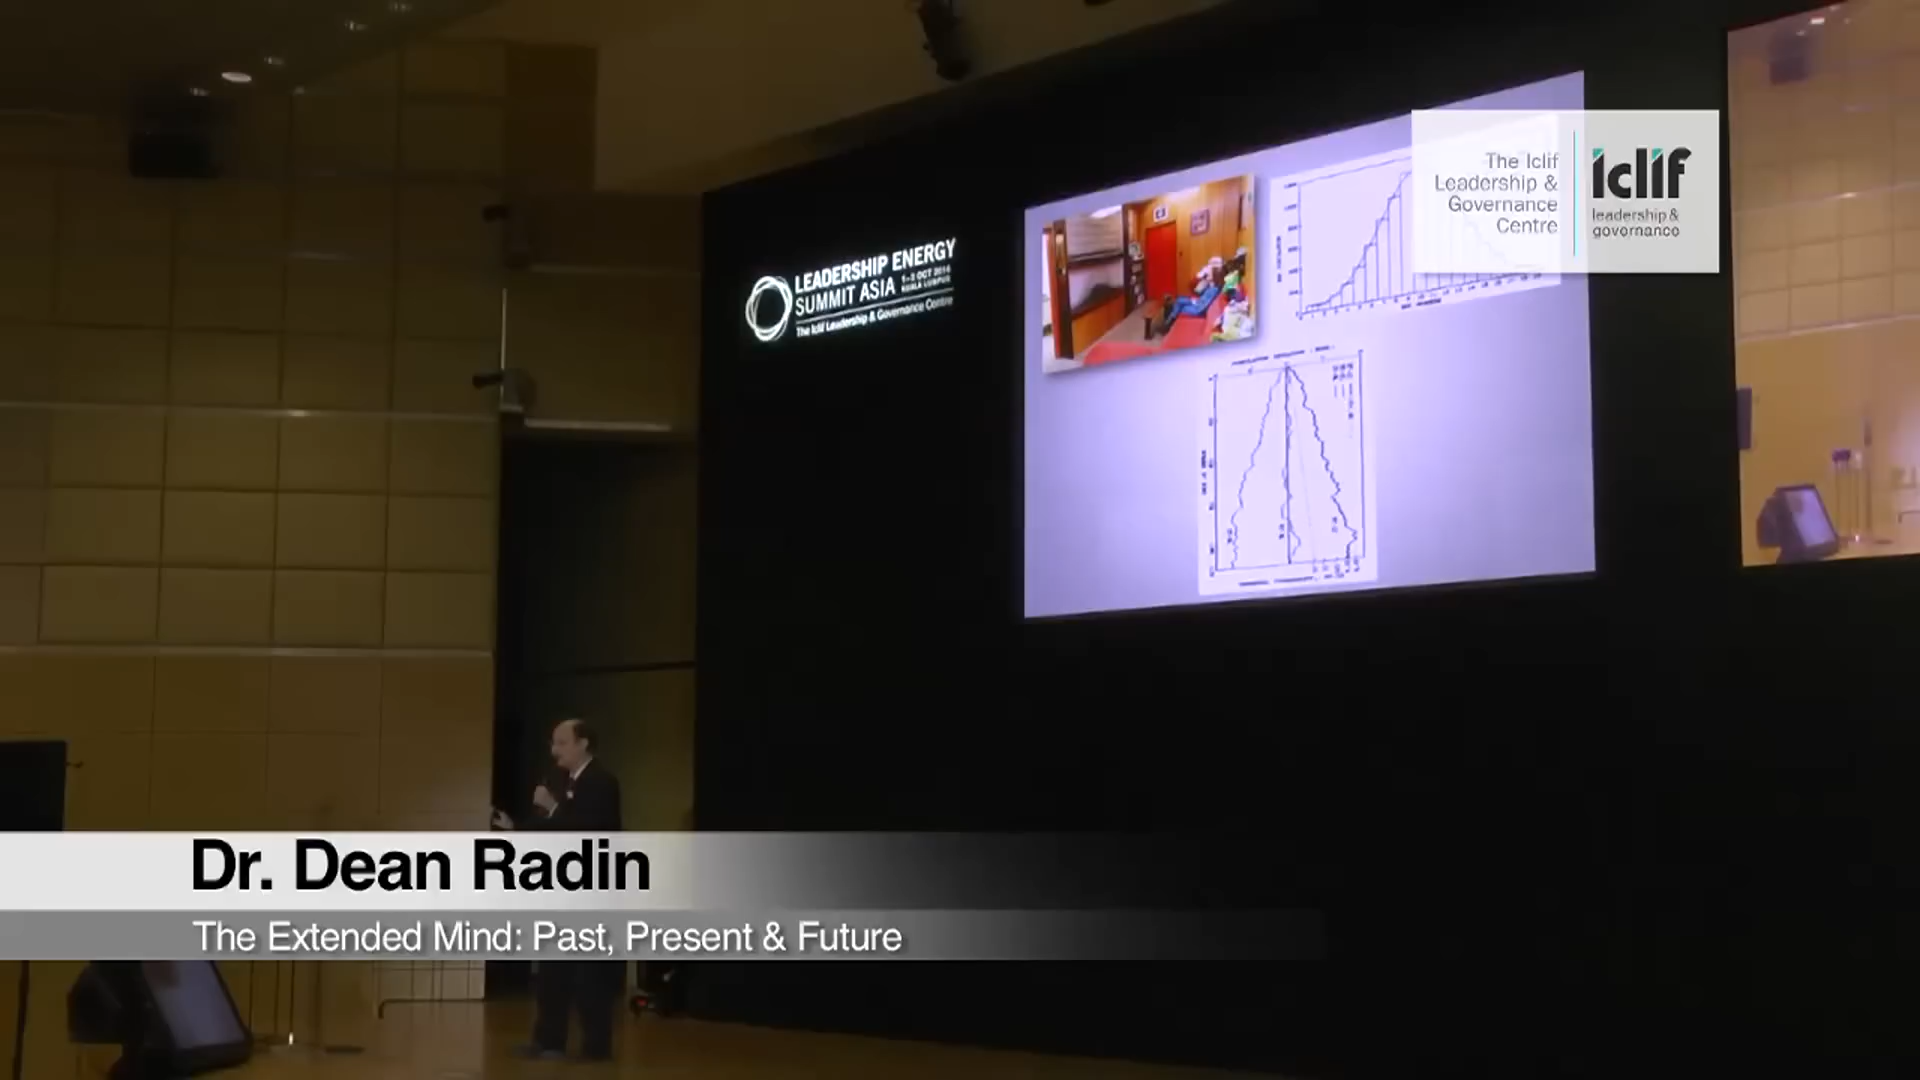 LEADERSHIP ENERGY
SUMMIT ASIA
1-3 OCT 2014
KUALA LUMPUR
The Iclif Leadership & Governance Centre
The Iclif
Leadership &
Governance
Centre
iclif
leadership &
governance
Dr. Dean Radin
The Extended Mind: Past, Present & Future